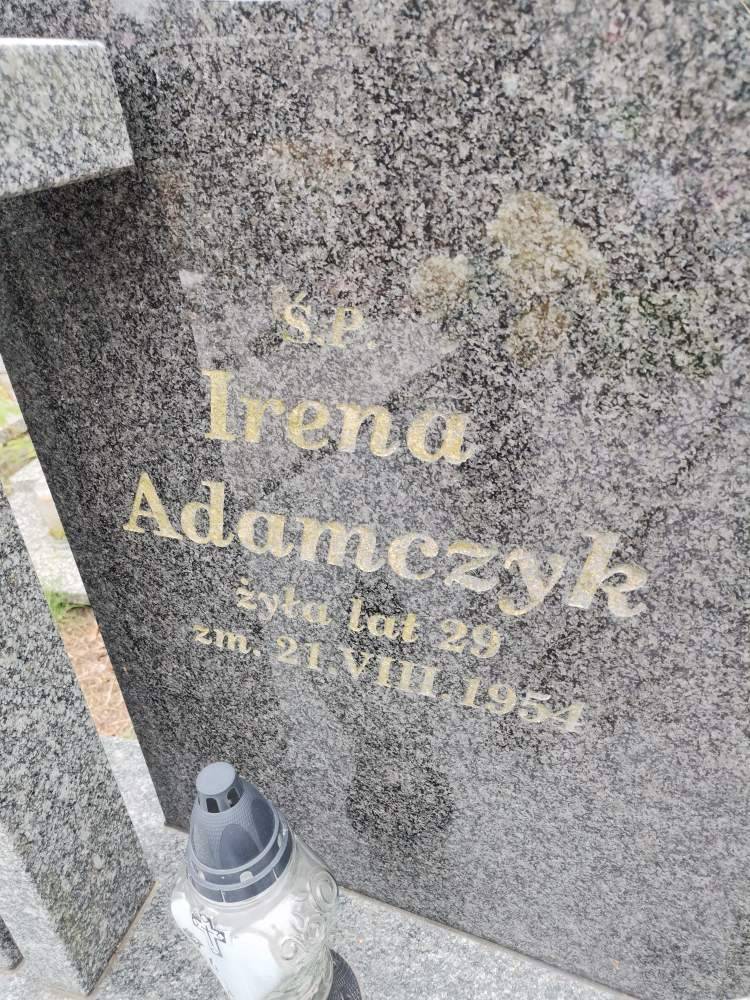 Ś.P.
Irena
Adamczyk
żyła lat 29
zm. 21.VIII.1954